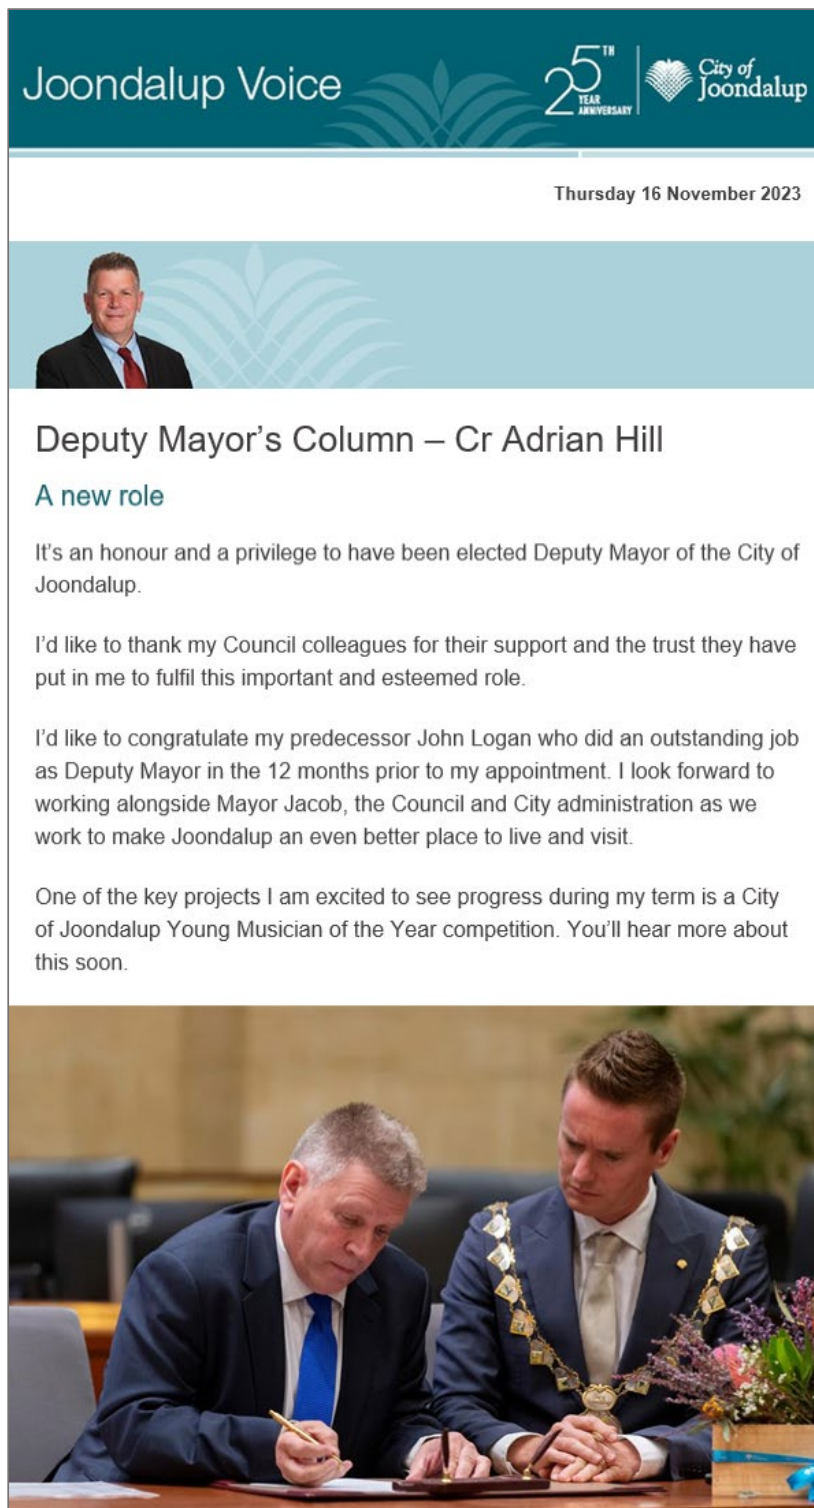 Joondalup Voice
25TH
YEAR
ANNIVERSARY
City of
Joondalup
Thursday 16 November 2023
Deputy Mayor’s Column – Cr Adrian Hill
A new role
It’s an honour and a privilege to have been elected Deputy Mayor of the City of
Joondalup.
I’d like to thank my Council colleagues for their support and the trust they have
put in me to fulfil this important and esteemed role.
I’d like to congratulate my predecessor John Logan who did an outstanding job
as Deputy Mayor in the 12 months prior to my appointment. I look forward to
working alongside Mayor Jacob, the Council and City administration as we
work to make Joondalup an even better place to live and visit.
One of the key projects I am excited to see progress during my term is a City
of Joondalup Young Musician of the Year competition. You’ll hear more about
this soon.